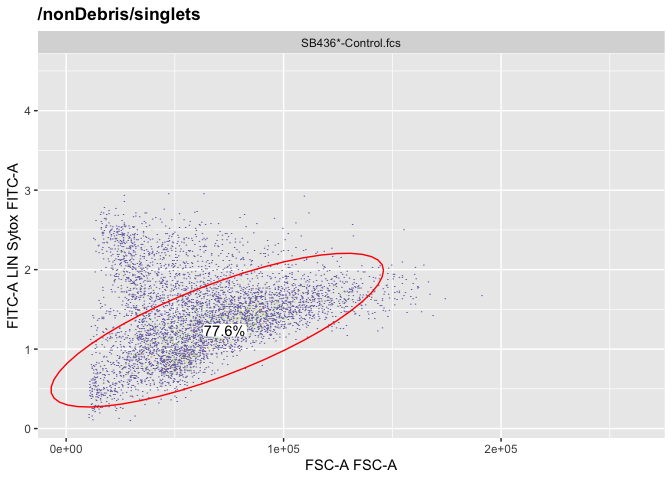 /nonDebris/singlets
SB436*-Control.fcs
FITC-A LIN Sytox FITC-A
4
3
2
1
0
77.6%
0e+00
1e+05
2e+05
FSC-A FSC-A